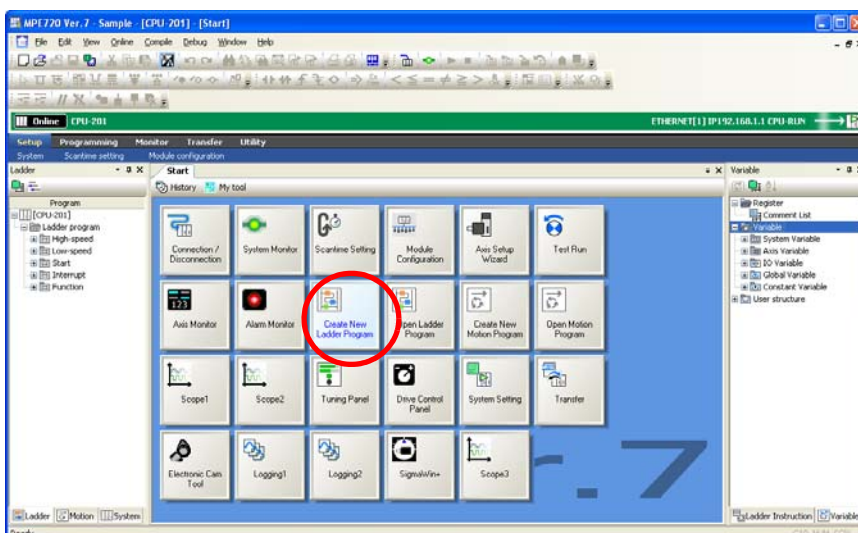 MPE720 Ver.7 - Sample - [CPU-201] - [Start]
File Edit View Online Compile Debug Window Help
Online CPU-201 ETHERNET[1] IP192.168.1.1 CPU-RUN
Setup Programming Monitor Transfer Utility
System Scantime setting Module configuration
Ladder
Program
[CPU-201]
Ladder program
High-speed
Low-speed
Start
Interrupt
Function
Start
History My tool
Connection /
Disconnection
System Monitor
Scantime Setting
Module
Configuration
Axis Setup
Wizard
Test Run
123
Axis Monitor
Alarm Monitor
Create New
Ladder Program
Open Ladder
Program
Create New
Motion Program
Open Motion
Program
Scope1
Scope2
Tuning Panel
Drive Control
Panel
System Setting
Transfer
Electronic Cam
Tool
Logging1
Logging2
SigmaWin+
Scope3
r.7
Variable
Register
Comment List
Variable
System Variable
Axis Variable
IO Variable
Global Variable
Constant Variable
User structure
Ladder Motion System
Ladder Instruction Variable
Ready